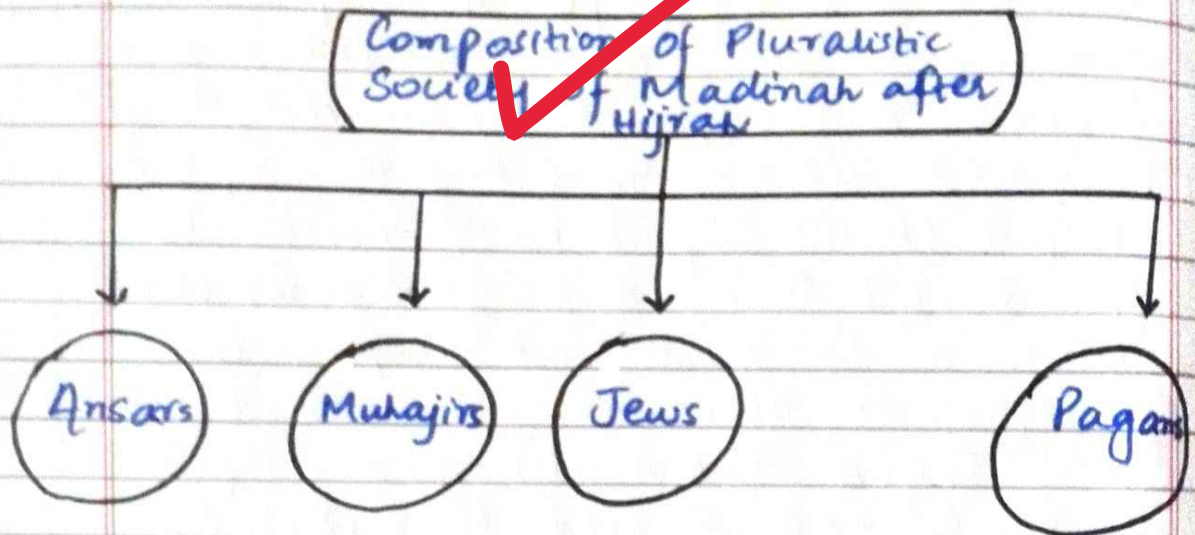 Composition of Pluralistic
Society of Madinah after
Hijrah
Ansars Muhajirs Jews Pagans